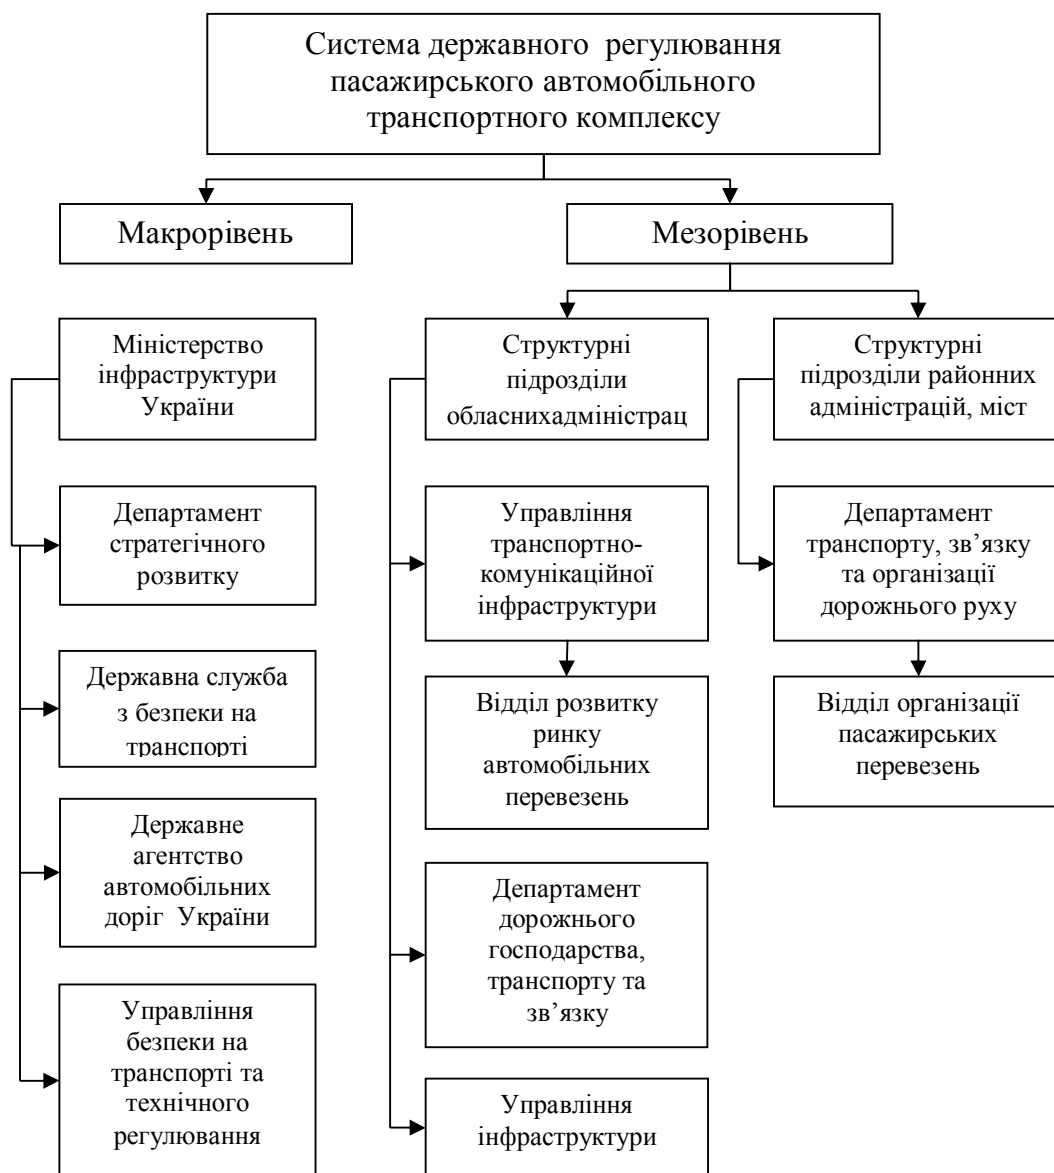 Система державного регулювання
пасажирського автомобільного
транспортного комплексу
Макрорівень
Мезорівень
Міністерство
інфраструктури
України
Структурні
підрозділи
обласнихадміністрац
Структурні
підрозділи районних
адміністрацій, міст
Департамент
стратегічного
розвитку
Управління
транспортно-
комунікаційної
інфраструктури
Департамент
транспорту, зв’язку
та організації
дорожнього руху
Державна служба
з безпеки на
транспорті
Відділ розвитку
ринку
автомобільних
перевезень
Відділ організації
пасажирських
перевезень
Державне
агентство
автомобільних
доріг України
Департамент
дорожнього
господарства,
транспорту та
зв’язку
Управління
безпеки на
транспорті та
технічного
регулювання
Управління
інфраструктури